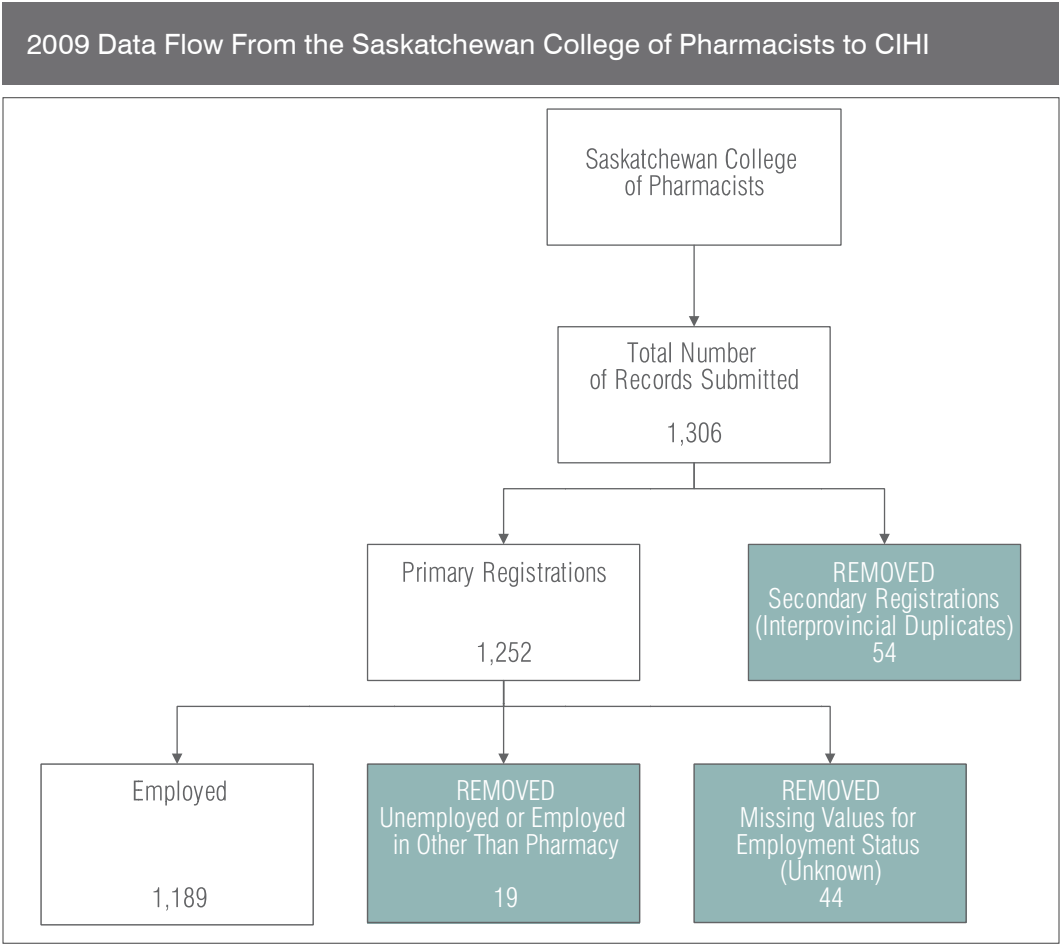 2009 Data Flow From the Saskatchewan College of Pharmacists to CIHI
Saskatchewan College
of Pharmacists
Total Number
of Records Submitted
1,306
Primary Registrations
1,252
REMOVED
Secondary Registrations
(Interprovincial Duplicates)
54
Employed
1,189
REMOVED
Unemployed or Employed
in Other Than Pharmacy
19
REMOVED
Missing Values for
Employment Status
(Unknown)
44